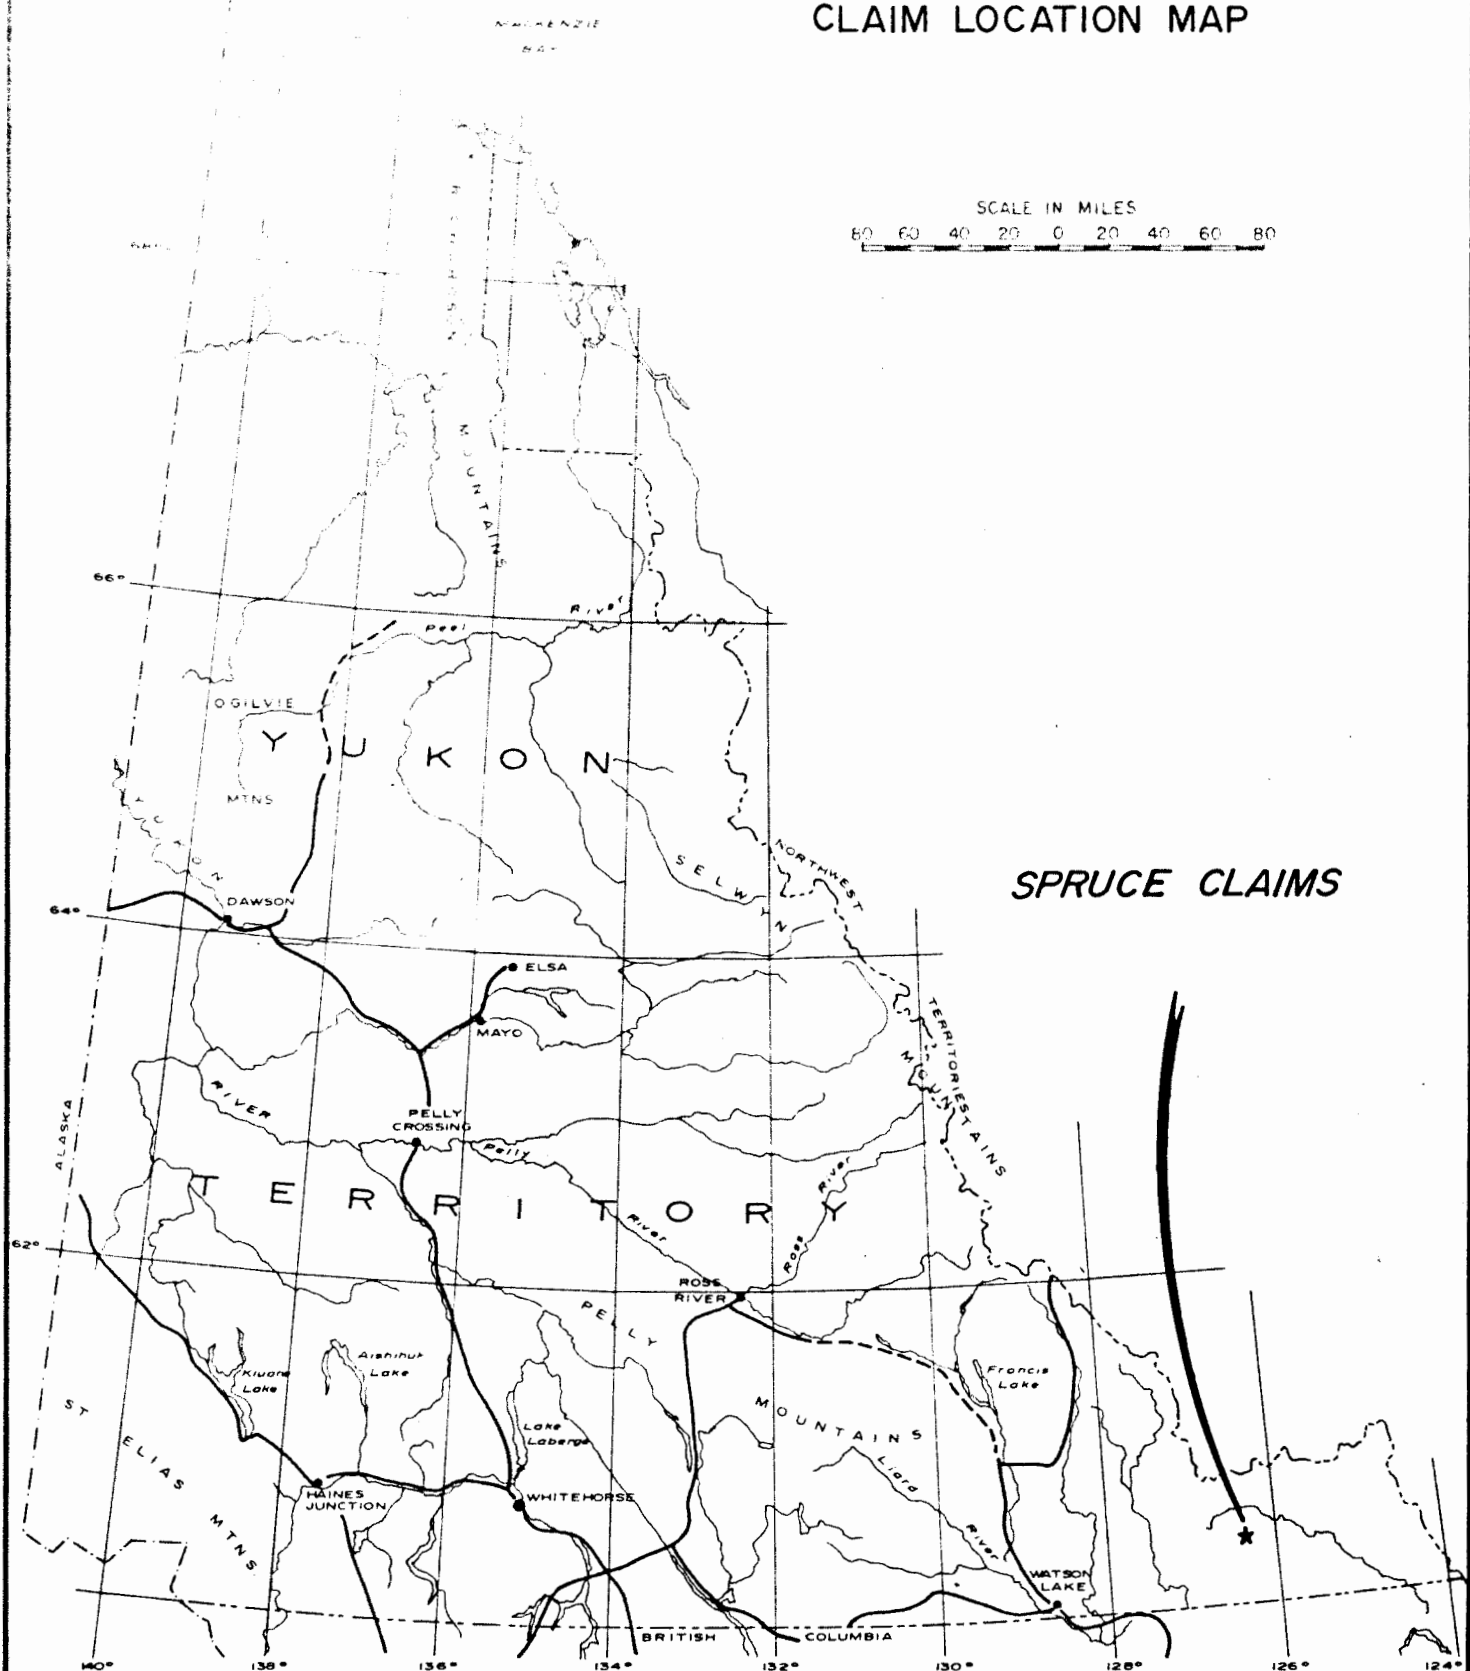 CLAIM LOCATION MAP
MACKENZIE
BAY
SCALE IN MILES
80 60 40 20 0 20 40 60 80
MOUNTAINS
66°
Peel River
OGILVIE
MTNS
YUKON
YUKON
SELWYN
NORTHWEST
SPRUCE CLAIMS
64°
DAWSON
ELSA
MAYO
TERRITORIES
MOUNTAINS
RIVER
PELLY
CROSSING
Pelly
River
ALASKA
TERRITORY
Ross River
62°
ROSS
RIVER
PELLY
Kluane
Lake
Aishihik
Lake
Francis
Lake
ST ELIAS MTNS
Lake
Laberge
MOUNTAINS
Liard
River
HAINES
JUNCTION
WHITEHORSE
WATSON
LAKE
BRITISH COLUMBIA
140° 138° 136° 134° 132° 130° 128° 126° 124°